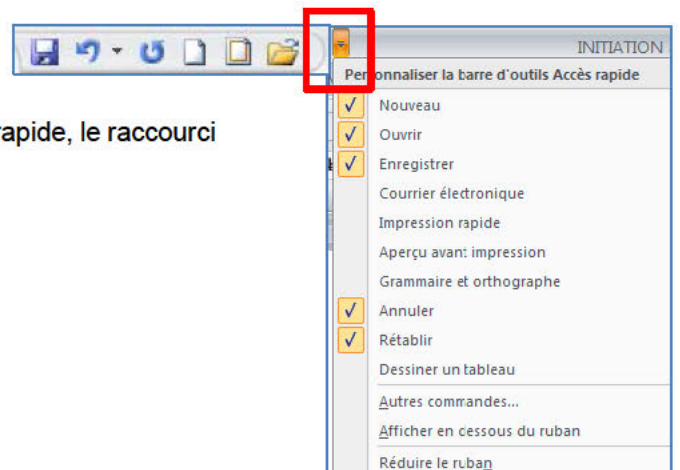 INITIATION
Personnaliser la barre d'outils Accès rapide
rapide, le raccourci
Nouveau
Ouvrir
Enregistrer
Courrier électronique
Impression rapide
Aperçu avant impression
Grammaire et orthographe
Annuler
Rétablir
Dessiner un tableau
Autres commandes...
Afficher en dessous du ruban
Réduire le ruban